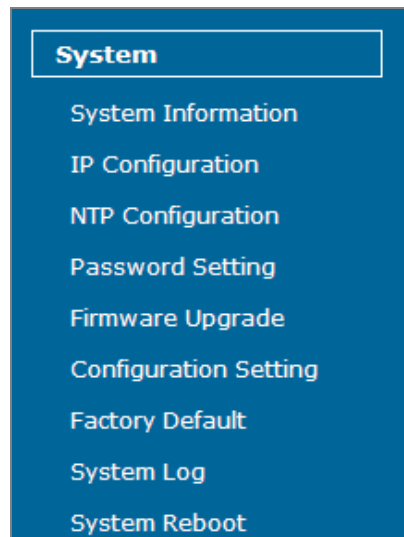 System
System Information
IP Configuration
NTP Configuration
Password Setting
Firmware Upgrade
Configuration Setting
Factory Default
System Log
System Reboot